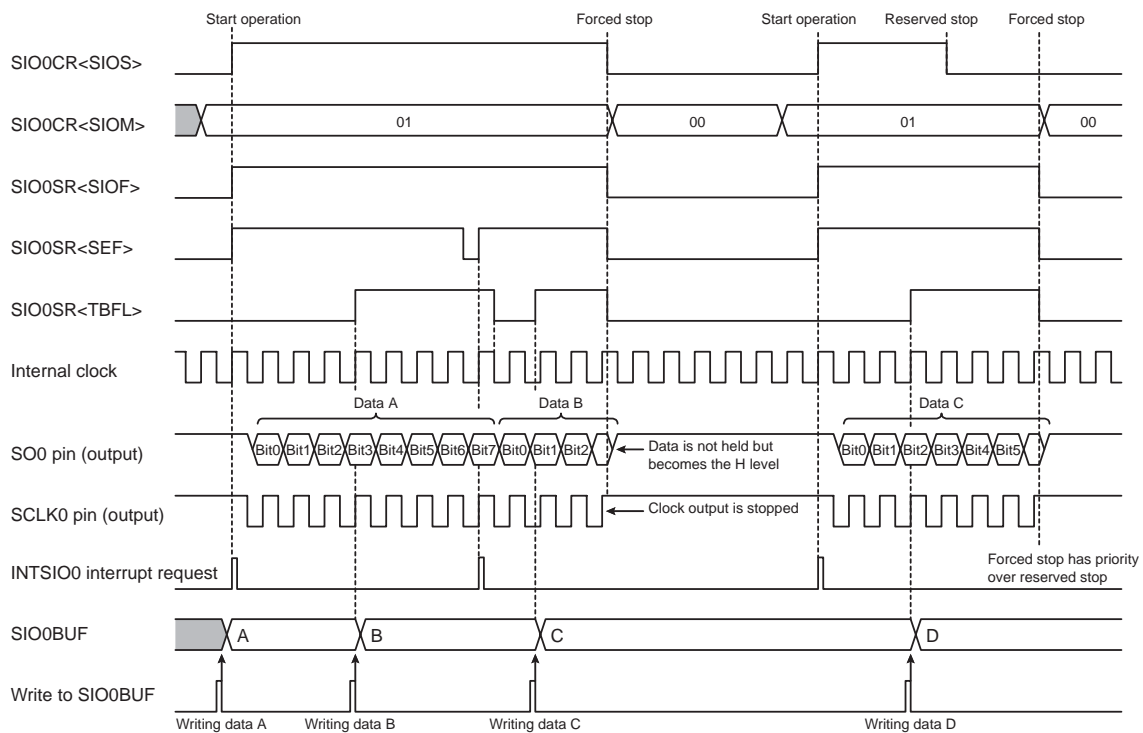 Start operation Forced stop Start operation Reserved stop Forced stop
SIO0CR<SIOS>
SIO0CR<SIOM> 01 00 01 00
SIO0SR<SIOF>
SIO0SR<SEF>
SIO0SR<TBFL>
Internal clock
Data A Data B Data C
SO0 pin (output) Bit0 Bit1 Bit2 Bit3 Bit4 Bit5 Bit6 Bit7 Bit0 Bit1 Bit2 Data is not held but Bit0 Bit1 Bit2 Bit3 Bit4 Bit5
becomes the H level
SCLK0 pin (output) Clock output is stopped
INTSIO0 interrupt request Forced stop has priority
over reserved stop
SIO0BUF A B C D
Write to SIO0BUF
Writing data A Writing data B Writing data C Writing data D